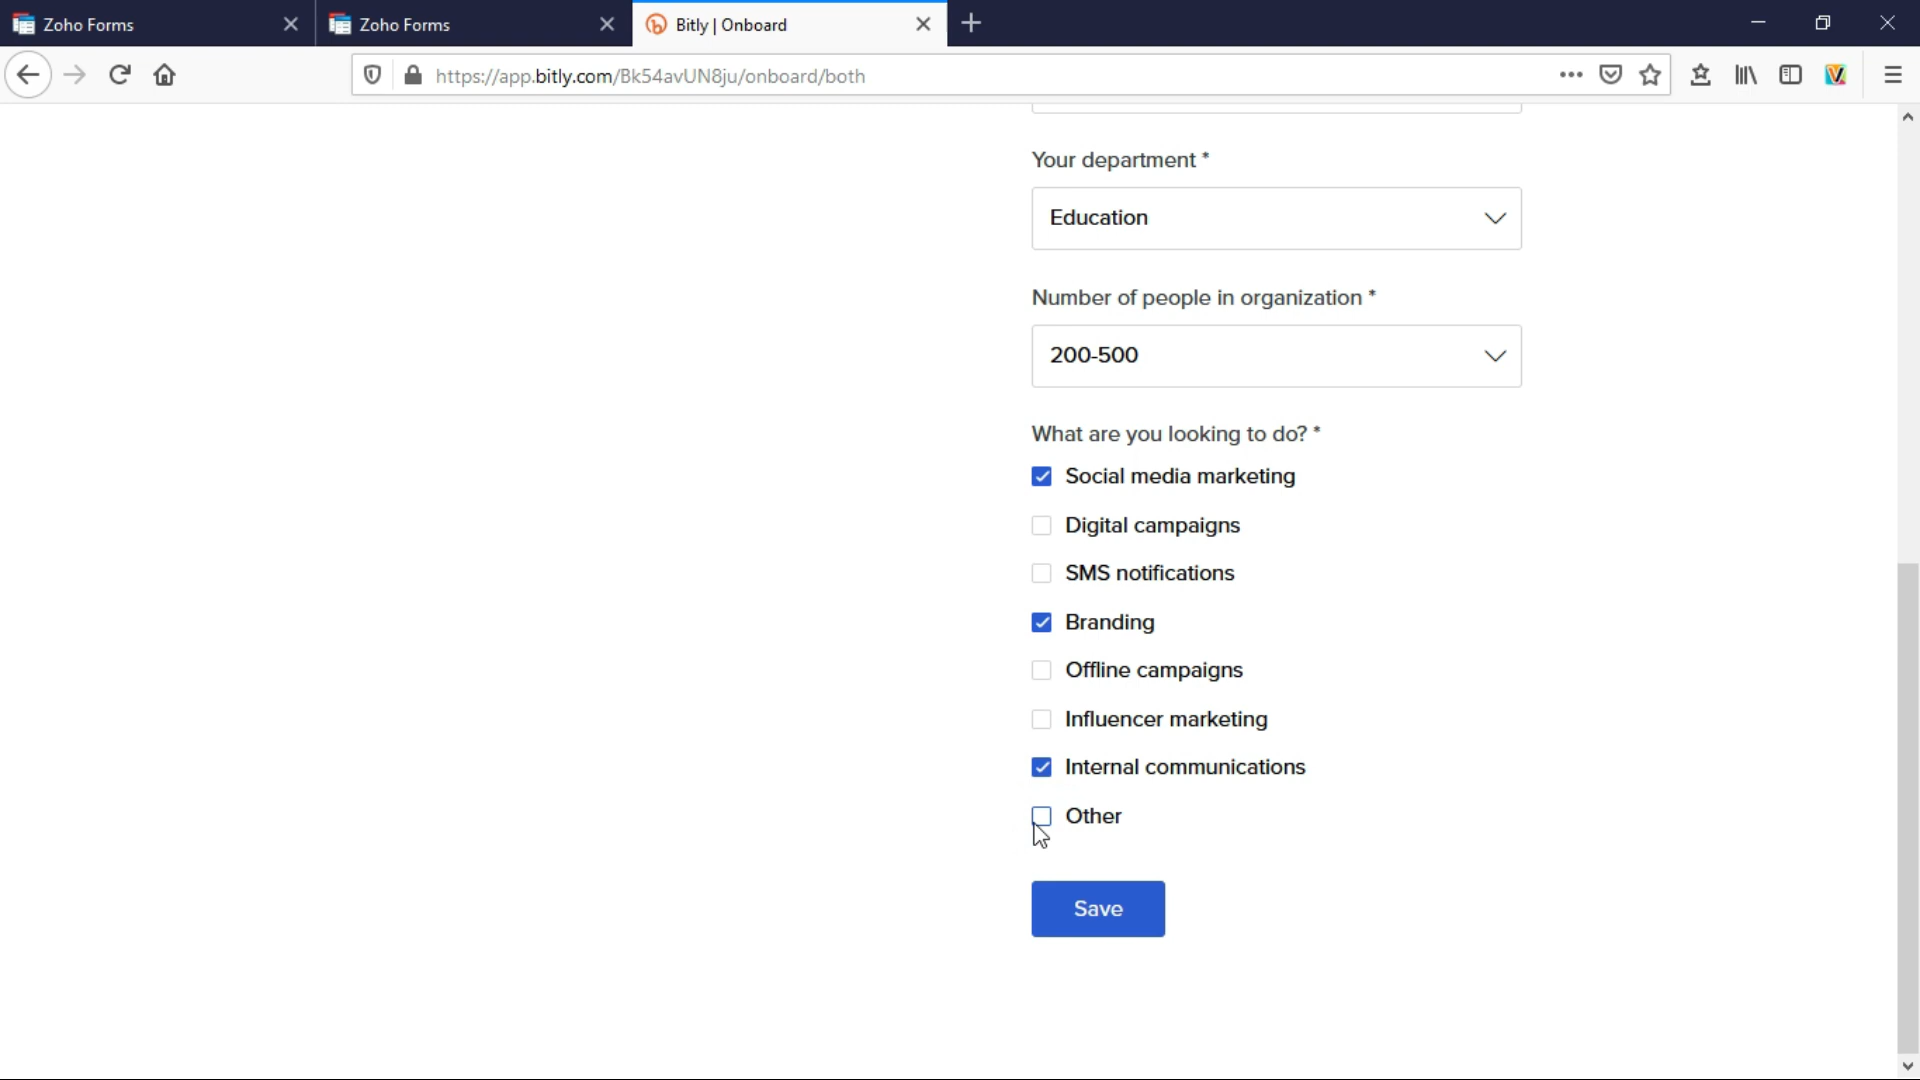 Zoho Forms
Zoho Forms
Bitly | Onboard
https://app.bitly.com/Bk54avUN8ju/onboard/both
Your department *
Education
Number of people in organization *
200-500
What are you looking to do? *
Social media marketing
Digital campaigns
SMS notifications
Branding
Offline campaigns
Influencer marketing
Internal communications
Other
Save